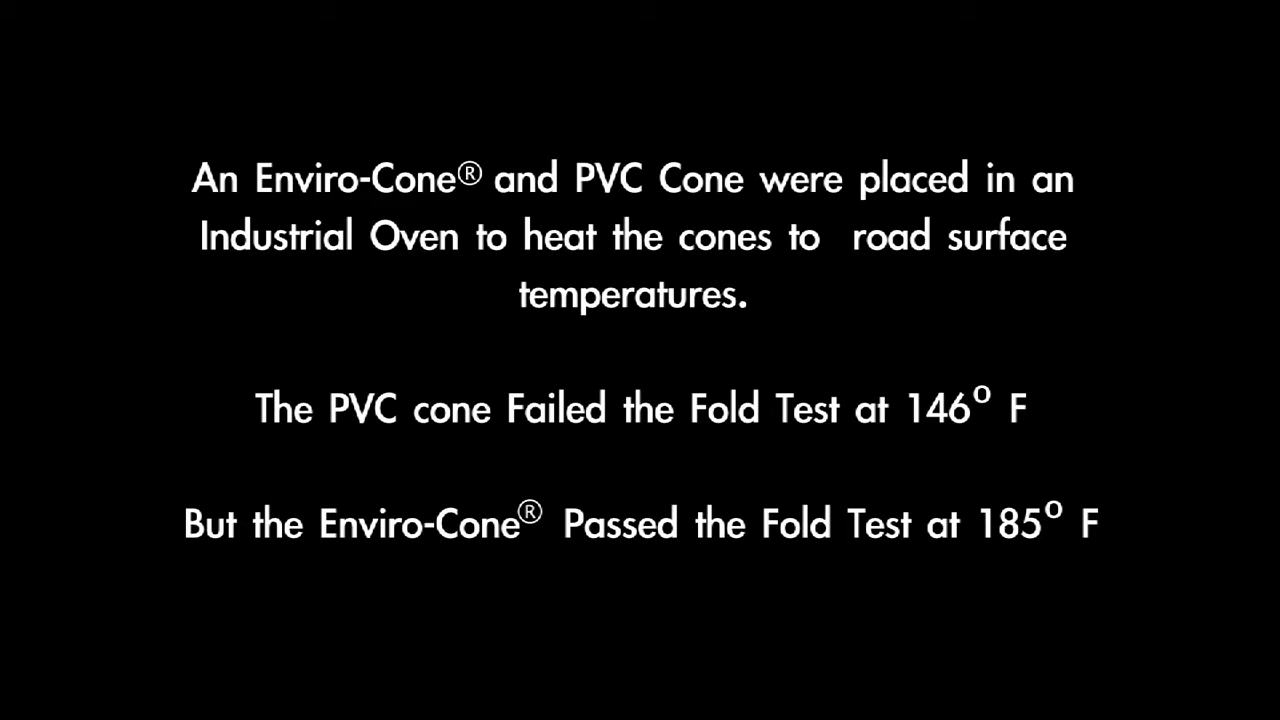 An Enviro-Cone® and PVC Cone were placed in an
Industrial Oven to heat the cones to road surface
temperatures.
The PVC cone Failed the Fold Test at 146° F
But the Enviro-Cone® Passed the Fold Test at 185° F